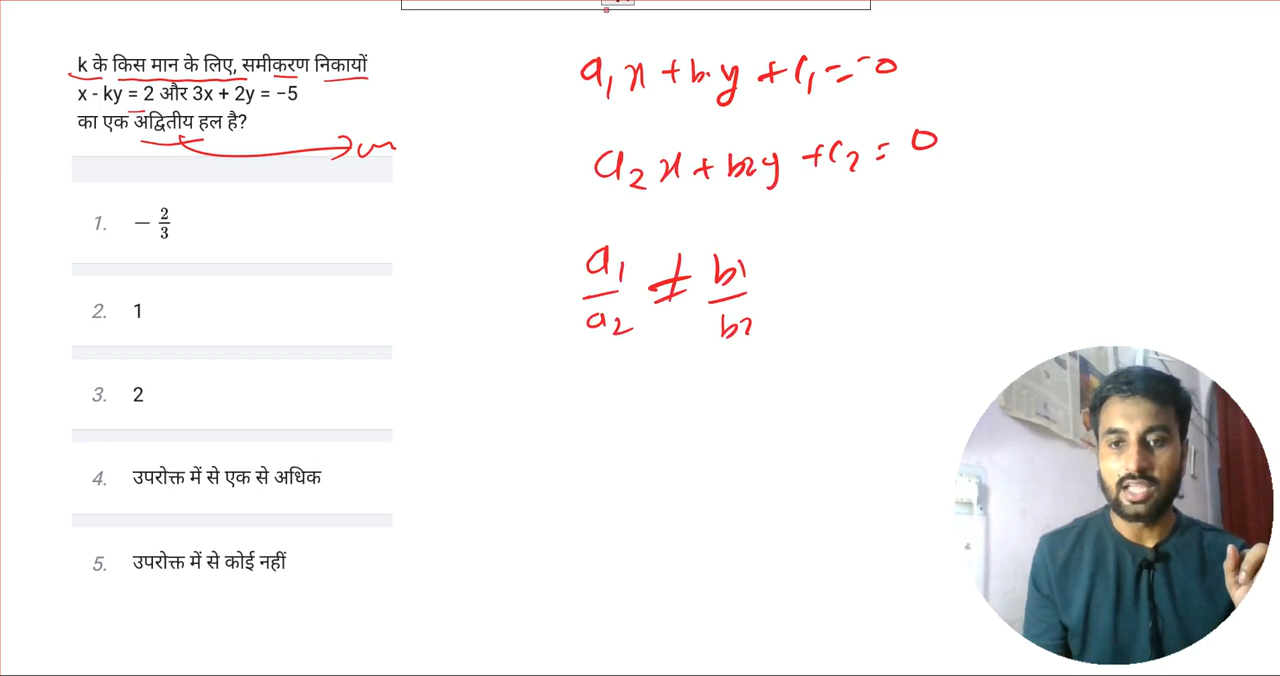 k के किस मान के लिए, समीकरण निकायों
x - ky = 2 और 3x + 2y = −5
का एक अद्वितीय हल है?
1. − 2/3
2. 1
3. 2
4. उपरोक्त में से एक से अधिक
5. उपरोक्त में से कोई नहीं
a₁x + b₁y + c₁ = 0
a₂x + b₂y + c₂ = 0
a₁/a₂ ≠ b₁/b₂